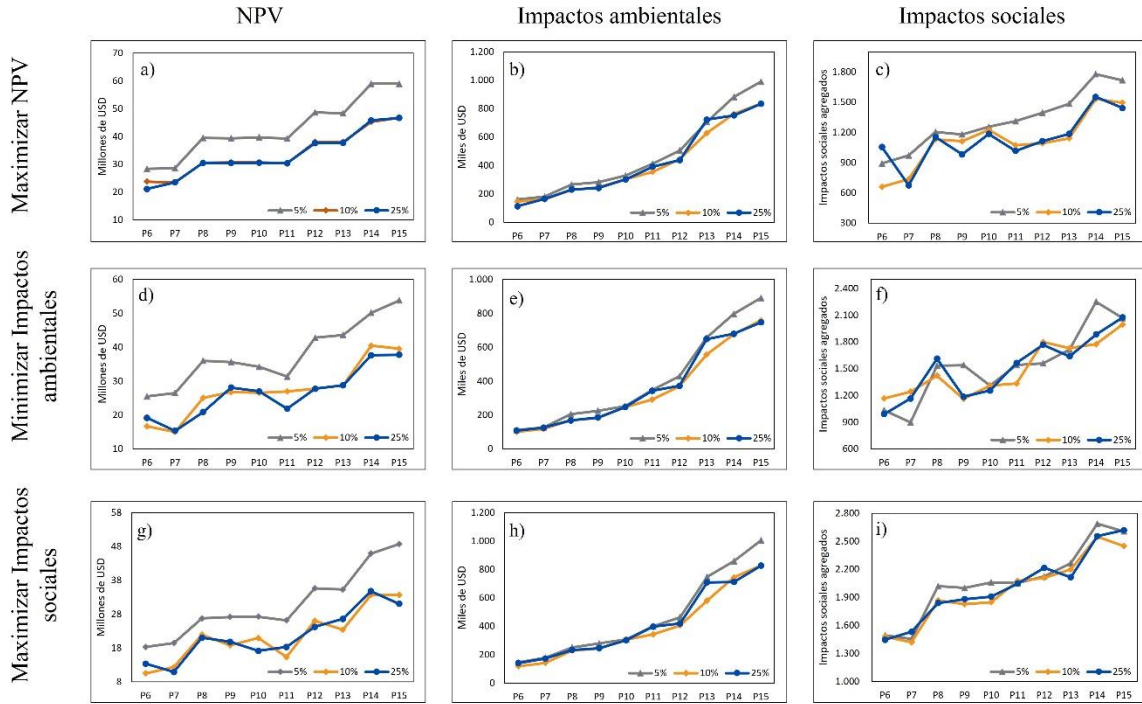 NPV
Impactos ambientales
Impactos sociales
Maximizar NPV
a)
Millones de USD
70
60
50
40
30
20
10
P6 P7 P8 P9 P10 P11 P12 P13 P14 P15
5% 10% 25%
b)
Miles de USD
1.200
1.000
800
600
400
200
0
P6 P7 P8 P9 P10 P11 P12 P13 P14 P15
5% 10% 25%
c)
Impactos sociales agregados
1.800
1.500
1.200
900
600
300
P6 P7 P8 P9 P10 P11 P12 P13 P14 P15
5% 10% 25%
Minimizar Impactos
ambientales
d)
Millones de USD
60
50
40
30
20
10
P6 P7 P8 P9 P10 P11 P12 P13 P14 P15
5% 10% 25%
e)
Miles de USD
1.000
800
600
400
200
0
P6 P7 P8 P9 P10 P11 P12 P13 P14 P15
5% 10% 25%
f)
Impactos sociales agregados
2.400
2.100
1.800
1.500
1.200
900
600
P6 P7 P8 P9 P10 P11 P12 P13 P14 P15
5% 10% 25%
Maximizar Impactos
sociales
g)
Millones de USD
58
48
38
28
18
8
P6 P7 P8 P9 P10 P11 P12 P13 P14 P15
5% 10% 25%
h)
Miles de USD
1.200
1.000
800
600
400
200
0
P6 P7 P8 P9 P10 P11 P12 P13 P14 P15
5% 10% 25%
i)
Impactos sociales agregados
2.800
2.500
2.200
1.900
1.600
1.300
1.000
P6 P7 P8 P9 P10 P11 P12 P13 P14 P15
5% 10% 25%